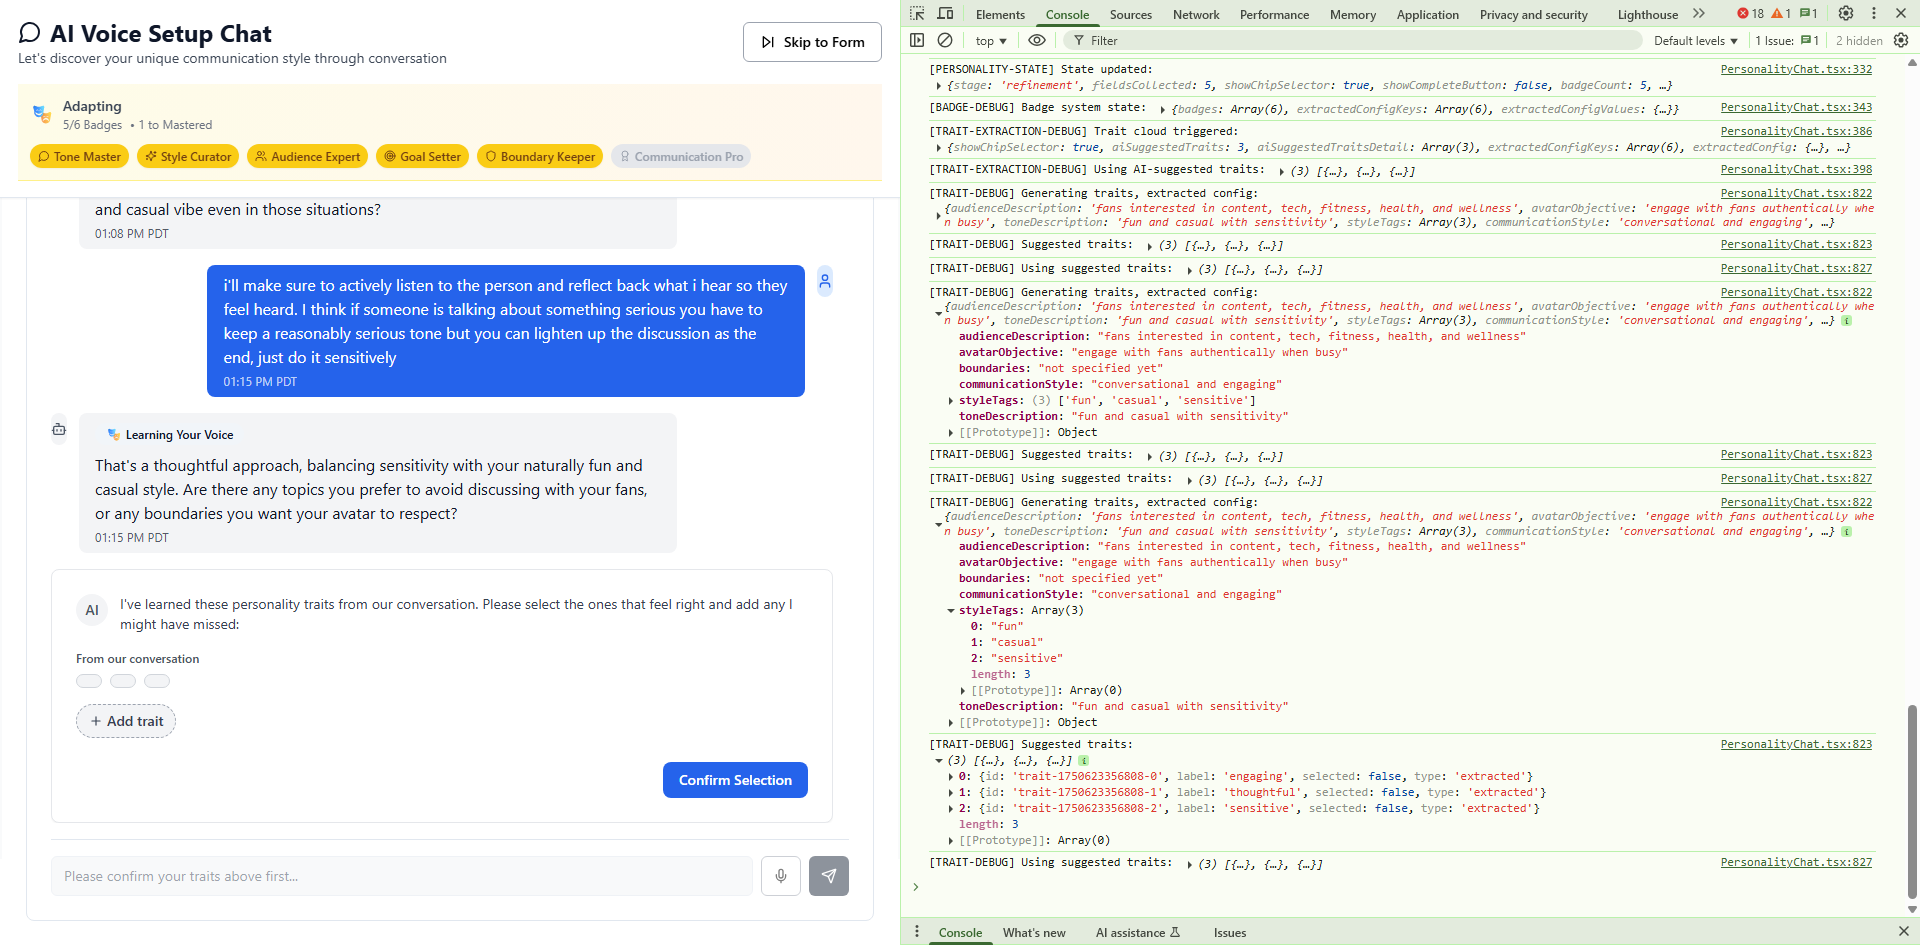 AI Voice Setup Chat
Let's discover your unique communication style through conversation
Skip to Form
Adapting
5/6 Badges • 1 to Mastered
Tone Master
Style Curator
Audience Expert
Goal Setter
Boundary Keeper
Communication Pro
and casual vibe even in those situations?
01:08 PM PDT
i'll make sure to actively listen to the person and reflect back what i hear so they
feel heard. I think if someone is talking about something serious you have to
keep a reasonably serious tone but you can lighten up the discussion as the
end, just do it sensitively
01:15 PM PDT
Learning Your Voice
That's a thoughtful approach, balancing sensitivity with your naturally fun and
casual style. Are there any topics you prefer to avoid discussing with your fans,
or any boundaries you want your avatar to respect?
01:15 PM PDT
AI
I've learned these personality traits from our conversation. Please select the ones that feel right and add any I
might have missed:
From our conversation
+ Add trait
Confirm Selection
Please confirm your traits above first...
Elements Console Sources Network Performance Memory Application Privacy and security Lighthouse 18 1 1
top Filter Default levels 1 Issue: 1 2 hidden
[PERSONALITY-STATE] State updated: PersonalityChat.tsx:332
{stage: 'refinement', fieldsCollected: 5, showChipSelector: true, showCompleteButton: false, badgeCount: 5, …}
[BADGE-DEBUG] Badge system state: {badges: Array(6), extractedConfigKeys: Array(6), extractedConfigValues: {…}} PersonalityChat.tsx:343
[TRAIT-EXTRACTION-DEBUG] Trait cloud triggered: PersonalityChat.tsx:386
{showChipSelector: true, aiSuggestedTraits: 3, aiSuggestedTraitsDetail: Array(3), extractedConfigKeys: Array(6), extractedConfig: {…}, …}
[TRAIT-EXTRACTION-DEBUG] Using AI-suggested traits: (3) [{…}, {…}, {…}] PersonalityChat.tsx:398
[TRAIT-DEBUG] Generating traits, extracted config: PersonalityChat.tsx:822
{audienceDescription: 'fans interested in content, tech, fitness, health, and wellness', avatarObjective: 'engage with fans authentically whe
n busy', toneDescription: 'fun and casual with sensitivity', styleTags: Array(3), communicationStyle: 'conversational and engaging', …}
[TRAIT-DEBUG] Suggested traits: (3) [{…}, {…}, {…}] PersonalityChat.tsx:823
[TRAIT-DEBUG] Using suggested traits: (3) [{…}, {…}, {…}] PersonalityChat.tsx:827
[TRAIT-DEBUG] Generating traits, extracted config: PersonalityChat.tsx:822
{audienceDescription: 'fans interested in content, tech, fitness, health, and wellness', avatarObjective: 'engage with fans authentically whe
n busy', toneDescription: 'fun and casual with sensitivity', styleTags: Array(3), communicationStyle: 'conversational and engaging', …}
audienceDescription: "fans interested in content, tech, fitness, health, and wellness"
avatarObjective: "engage with fans authentically when busy"
boundaries: "not specified yet"
communicationStyle: "conversational and engaging"
styleTags: (3) ['fun', 'casual', 'sensitive']
toneDescription: "fun and casual with sensitivity"
[[Prototype]]: Object
[TRAIT-DEBUG] Suggested traits: (3) [{…}, {…}, {…}] PersonalityChat.tsx:823
[TRAIT-DEBUG] Using suggested traits: (3) [{…}, {…}, {…}] PersonalityChat.tsx:827
[TRAIT-DEBUG] Generating traits, extracted config: PersonalityChat.tsx:822
{audienceDescription: 'fans interested in content, tech, fitness, health, and wellness', avatarObjective: 'engage with fans authentically whe
n busy', toneDescription: 'fun and casual with sensitivity', styleTags: Array(3), communicationStyle: 'conversational and engaging', …}
audienceDescription: "fans interested in content, tech, fitness, health, and wellness"
avatarObjective: "engage with fans authentically when busy"
boundaries: "not specified yet"
communicationStyle: "conversational and engaging"
styleTags: Array(3)
0: "fun"
1: "casual"
2: "sensitive"
length: 3
[[Prototype]]: Array(0)
toneDescription: "fun and casual with sensitivity"
[[Prototype]]: Object
[TRAIT-DEBUG] Suggested traits: PersonalityChat.tsx:823
(3) [{…}, {…}, {…}]
0: {id: 'trait-1750623356808-0', label: 'engaging', selected: false, type: 'extracted'}
1: {id: 'trait-1750623356808-1', label: 'thoughtful', selected: false, type: 'extracted'}
2: {id: 'trait-1750623356808-2', label: 'sensitive', selected: false, type: 'extracted'}
length: 3
[[Prototype]]: Array(0)
[TRAIT-DEBUG] Using suggested traits: (3) [{…}, {…}, {…}] PersonalityChat.tsx:827
Console What's new AI assistance Issues